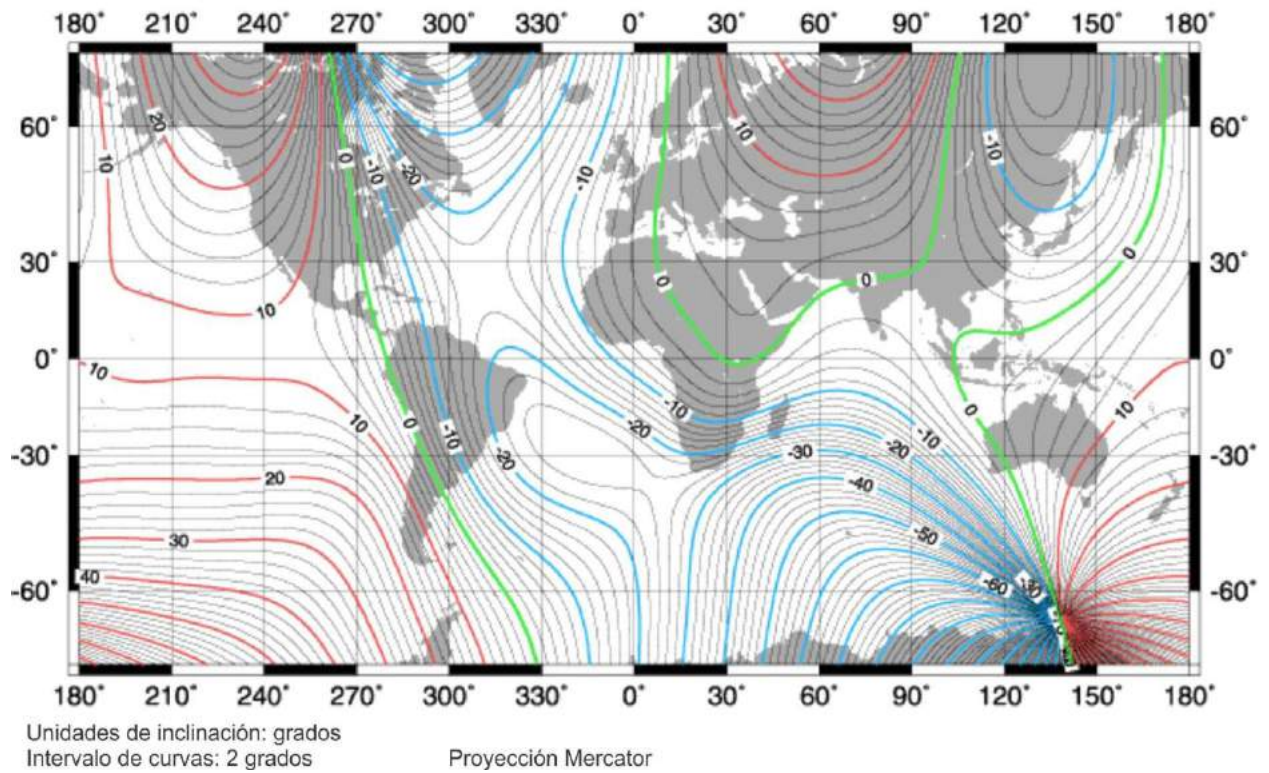 180° 210° 240° 270° 300° 330° 0° 30° 60° 90° 120° 150° 180°
60° 60°
30° 30°
0° 0°
-30° -30°
-60° -60°
20 10 0 -10 -20 -10 10 -10 0
10 0 0
10 10 0 -10 -20 -20 -10 0 10
20 -30 -20 -10
-40
30 -50
40 -60 -30
180° 210° 240° 270° 300° 330° 0° 30° 60° 90° 120° 150° 180°
Unidades de inclinación: grados
Intervalo de curvas: 2 grados Proyección Mercator